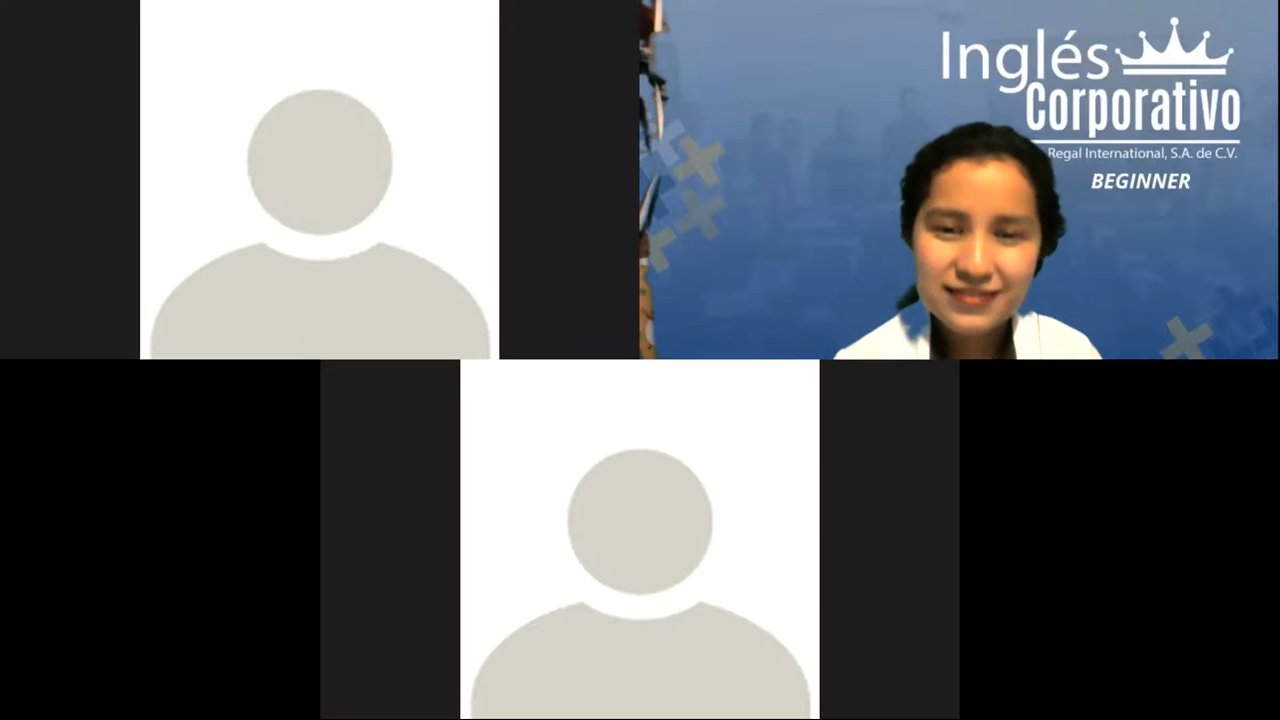 Inglés
Corporativo
Regal International, S.A. de C.V.
BEGINNER